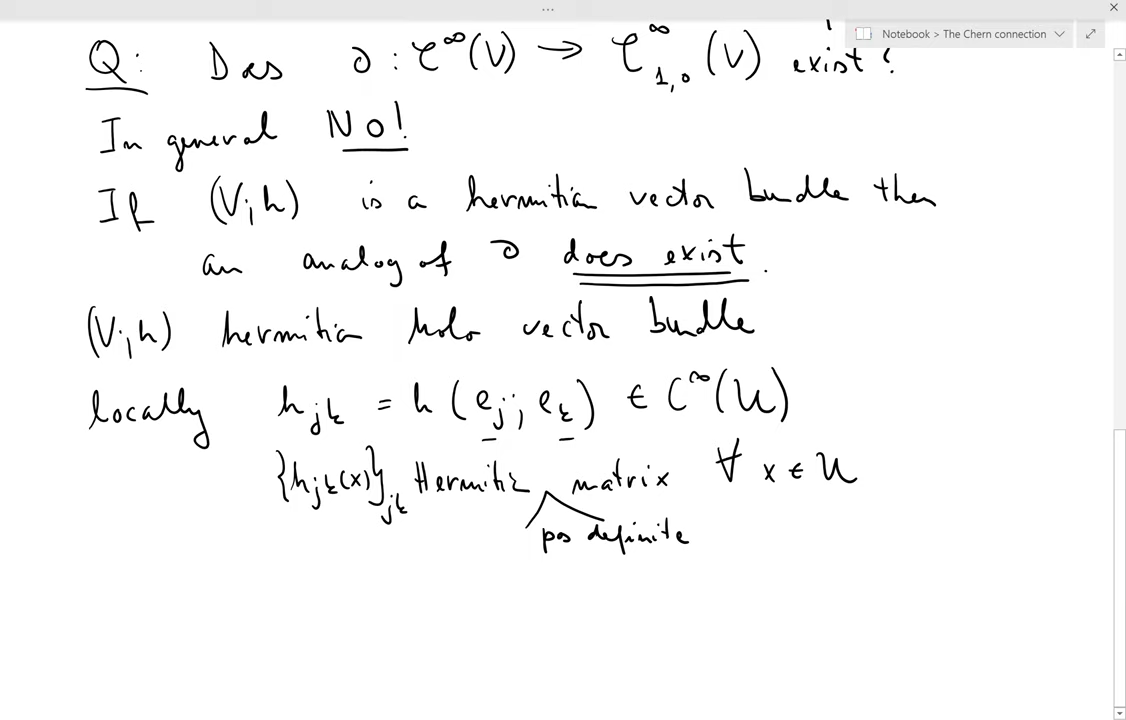 Notebook > The Chern connection
Q: Does ∂ : C^∞(V) → C^∞_{1,0}(V) exist?
In general No!
If (V, h) is a hermitian vector bundle then
an analog of ∂ does exist.
(V, h) hermitian holo vector bundle
locally h_{jk} = h(e_j, e_k) ∈ C^∞(U)
{h_{jk}(x)}_{jk} Hermitian matrix ∀ x ∈ U
pos definite